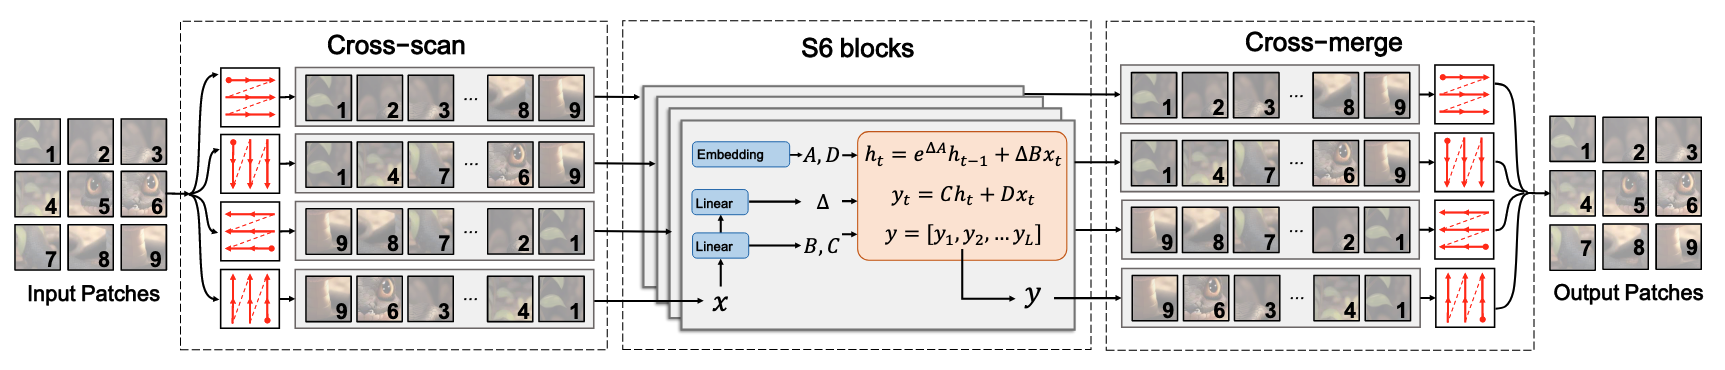 Cross-scan
S6 blocks
Cross-merge
1 2 3
4 5 6
7 8 9
Input Patches
1 2 3 ... 8 9
1 4 7 ... 6 9
9 8 7 ... 2 1
9 6 3 ... 4 1
Embedding
A, D
Linear
Δ
Linear
B, C
x
h_t = e^{ΔA}h_{t−1} + ΔBx_t
y_t = Ch_t + Dx_t
y = [y_1, y_2, ... y_L]
y
1 2 3 ... 8 9
1 4 7 ... 6 9
9 8 7 ... 2 1
9 6 3 ... 4 1
1 2 3
4 5 6
7 8 9
Output Patches